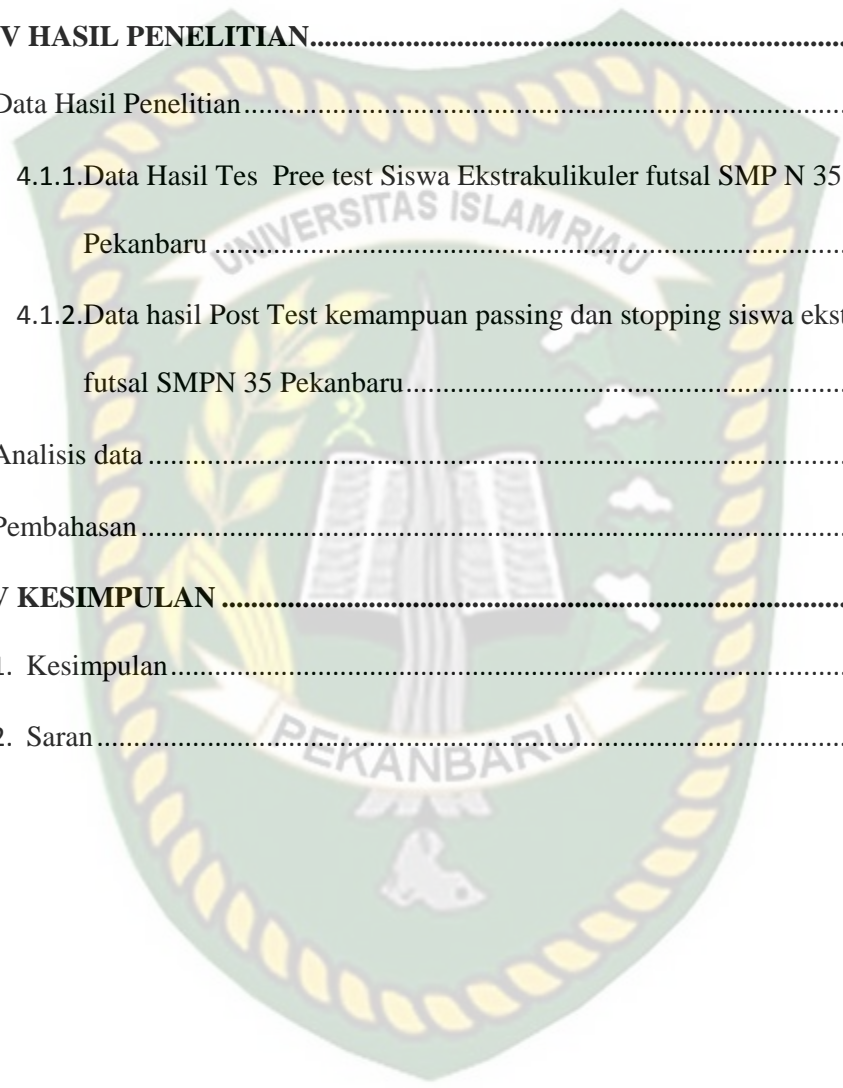 V HASIL PENELITIAN
Data Hasil Penelitian
4.1.1.Data Hasil Tes Pree test Siswa Ekstrakulikuler futsal SMP N 35
UNIVERSITAS ISLAM RIAU
Pekanbaru
4.1.2.Data hasil Post Test kemampuan passing dan stopping siswa ekst
futsal SMPN 35 Pekanbaru
Analisis data
Pembahasan
V KESIMPULAN
1. Kesimpulan
2. Saran
PEKANBARU